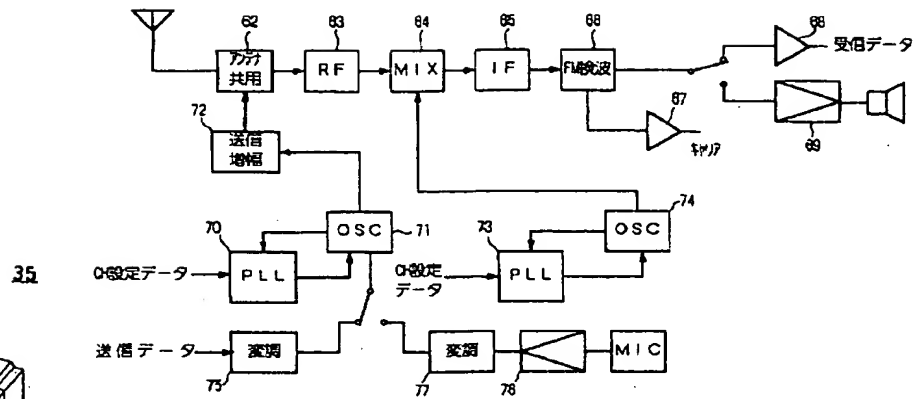 62
63
64
65
66
68
アンテナ
共用
RF
MIX
IF
FM検波
受信データ
72
67
69
送信
増幅
キャリア
74
70
OSC
71
73
OSC
35
CH設定データ
PLL
CH設定
データ
PLL
送信データ
変調
変調
MIC
75
77
78